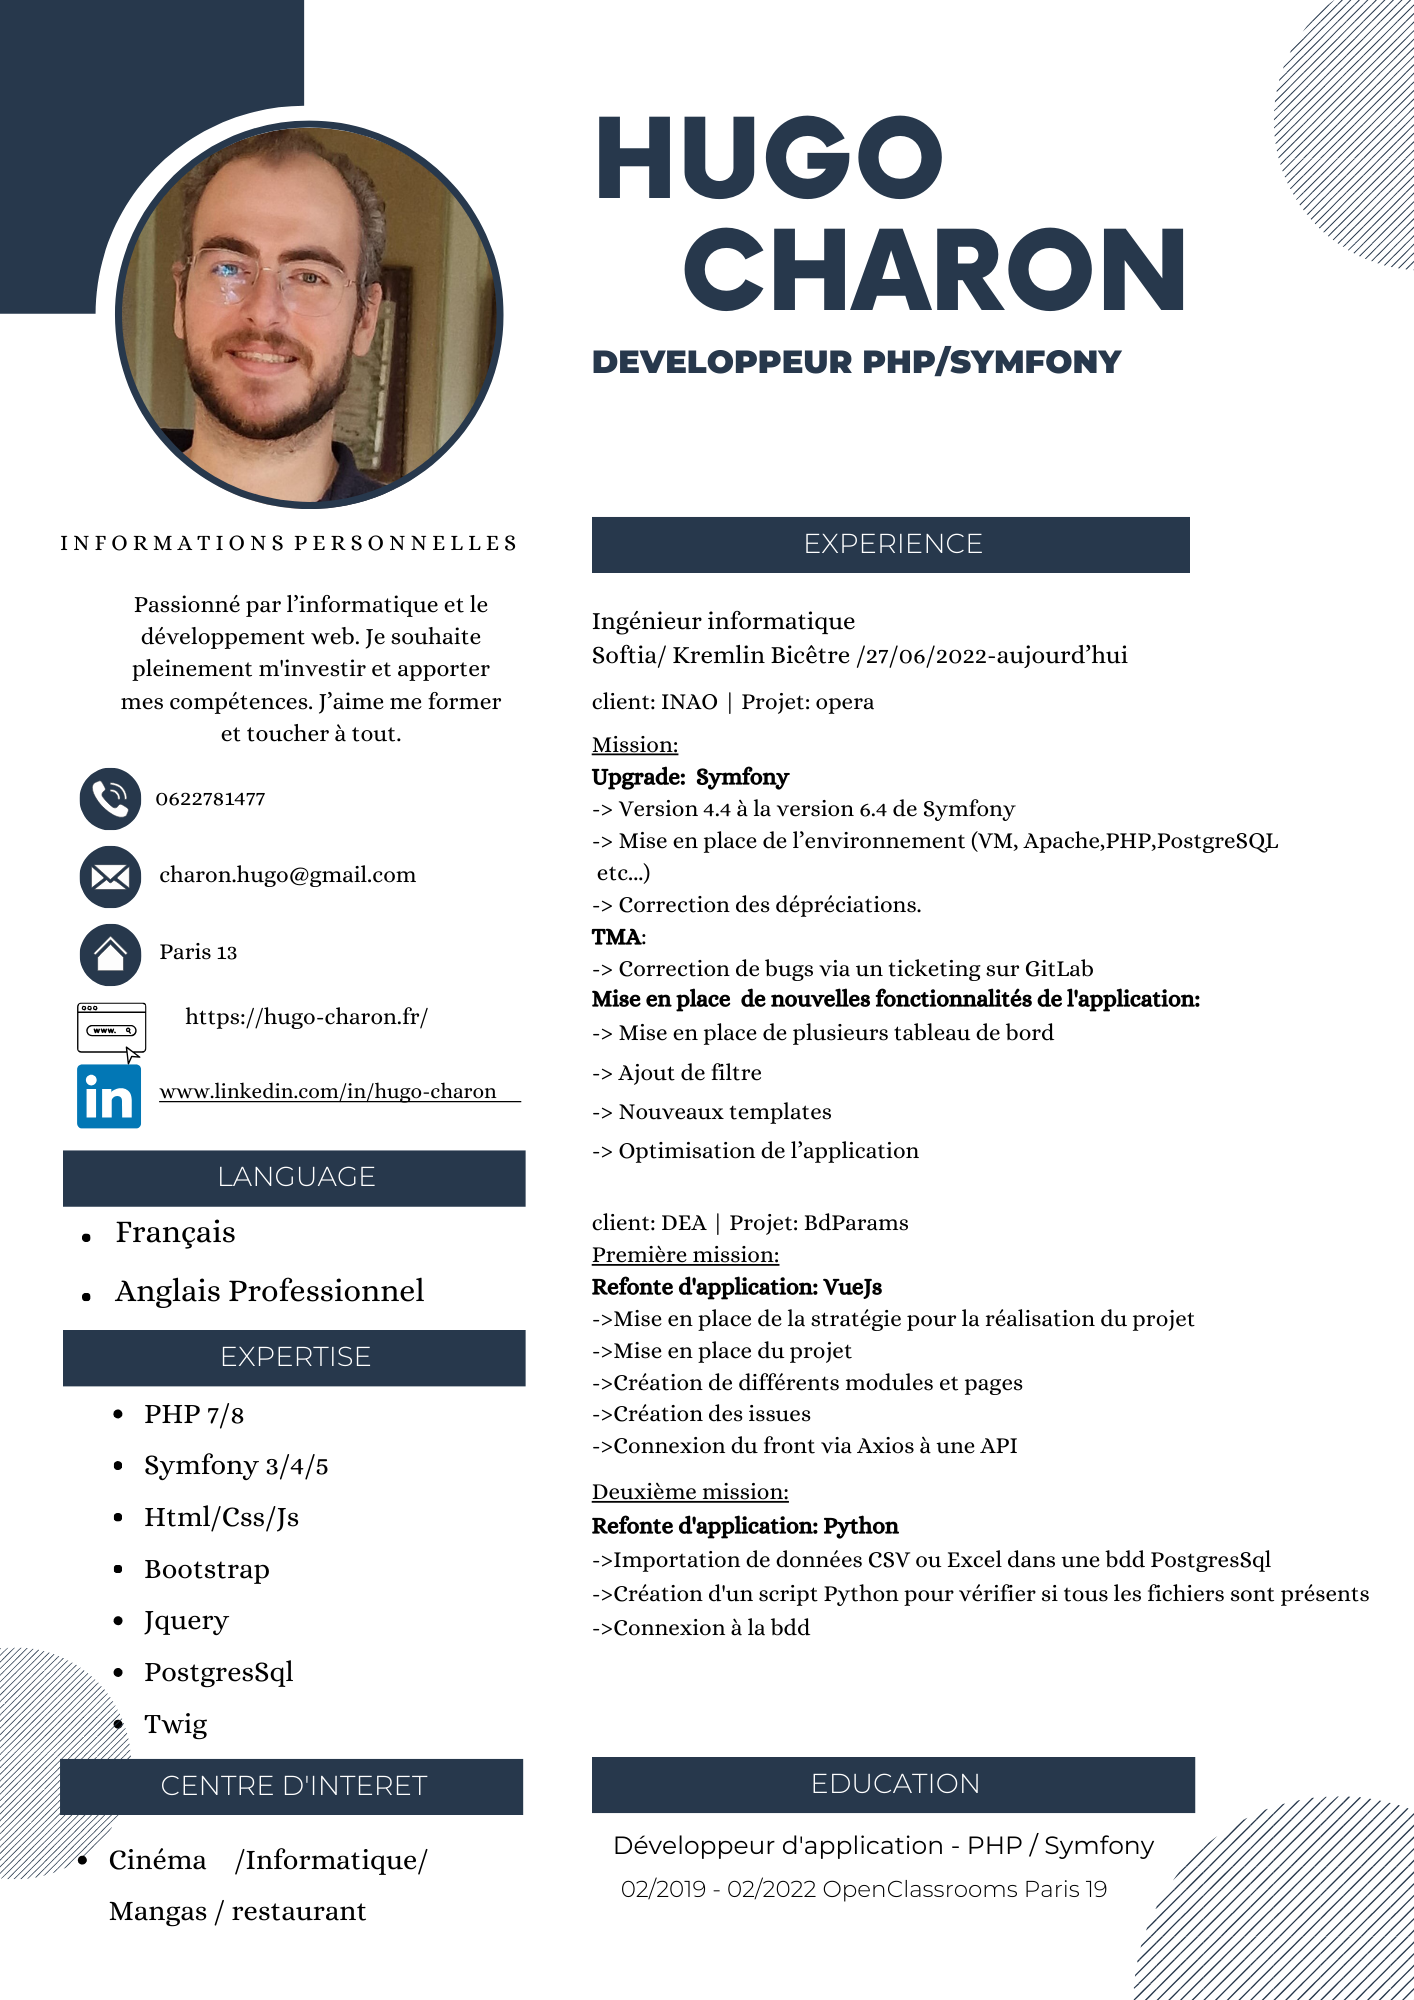 HUGO
CHARON
DEVELOPPEUR PHP/SYMFONY
INFORMATIONS PERSONNELLES
Passionné par l’informatique et le
développement web. Je souhaite
pleinement m'investir et apporter
mes compétences. J’aime me former
et toucher à tout.
0622781477
charon.hugo@gmail.com
Paris 13
www.
https://hugo-charon.fr/
in
www.linkedin.com/in/hugo-charon
LANGUAGE
• Français
• Anglais Professionnel
EXPERTISE
• PHP 7/8
• Symfony 3/4/5
• Html/Css/Js
• Bootstrap
• Jquery
• PostgresSql
• Twig
CENTRE D'INTERET
• Cinéma /Informatique/
Mangas / restaurant
EXPERIENCE
Ingénieur informatique
Softia/ Kremlin Bicêtre /27/06/2022-aujourd’hui
client: INAO | Projet: opera
Mission:
Upgrade: Symfony
-> Version 4.4 à la version 6.4 de Symfony
-> Mise en place de l’environnement (VM, Apache,PHP,PostgreSQL
etc...)
-> Correction des dépréciations.
TMA:
-> Correction de bugs via un ticketing sur GitLab
Mise en place de nouvelles fonctionnalités de l'application:
-> Mise en place de plusieurs tableau de bord
-> Ajout de filtre
-> Nouveaux templates
-> Optimisation de l’application
client: DEA | Projet: BdParams
Première mission:
Refonte d'application: VueJs
->Mise en place de la stratégie pour la réalisation du projet
->Mise en place du projet
->Création de différents modules et pages
->Création des issues
->Connexion du front via Axios à une API
Deuxième mission:
Refonte d'application: Python
->Importation de données CSV ou Excel dans une bdd PostgresSql
->Création d'un script Python pour vérifier si tous les fichiers sont présents
->Connexion à la bdd
EDUCATION
Développeur d'application - PHP / Symfony
02/2019 - 02/2022 OpenClassrooms Paris 19